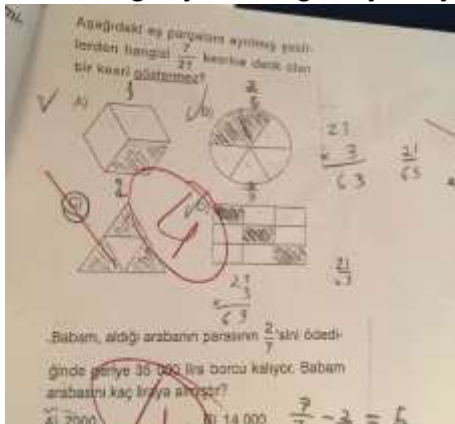 Aşağıdaki eş parçalara ayrılmış şekil-
lerden hangisi 7/21 kesrine denk olan
bir kesri göstermez?
A) B)
2
21
x 3
63
21
63
2
C)
21
3
x
63
21
63
Babam, aldığı arabanın parasının 2/7'sini ödedi-
ğinde geriye 35 000 lira borcu kalıyor. Babam
arabasını kaç liraya almıştır?
A) 7000 B) 14 000